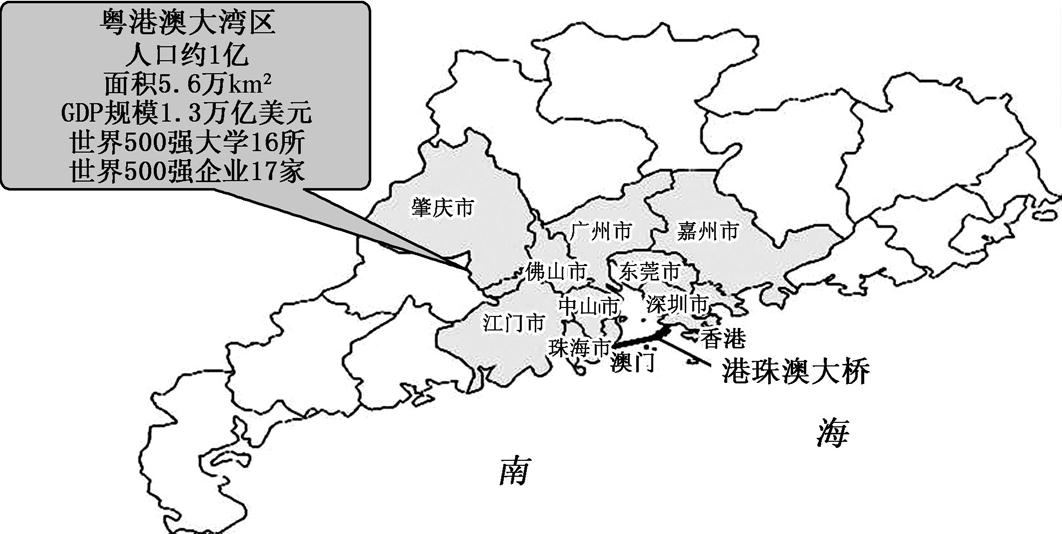 粤港澳大湾区
人口约1亿
面积5.6万km²
GDP规模1.3万亿美元
世界500强大学16所
世界500强企业17家
肇庆市
广州市
嘉州市
佛山市
东莞市
中山市
深圳市
江门市
珠海市
澳门
香港
港珠澳大桥
南
海